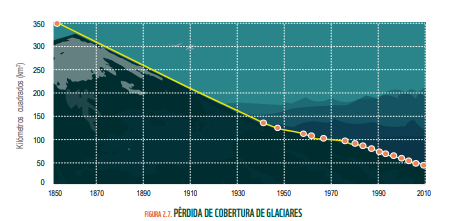 Kilómetros cuadrados (km²)
350
300
250
200
150
100
50
0
1850 1870 1890 1910 1930 1950 1970 1990 2010
FIGURA 2.7. PÉRDIDA DE COBERTURA DE GLACIARES